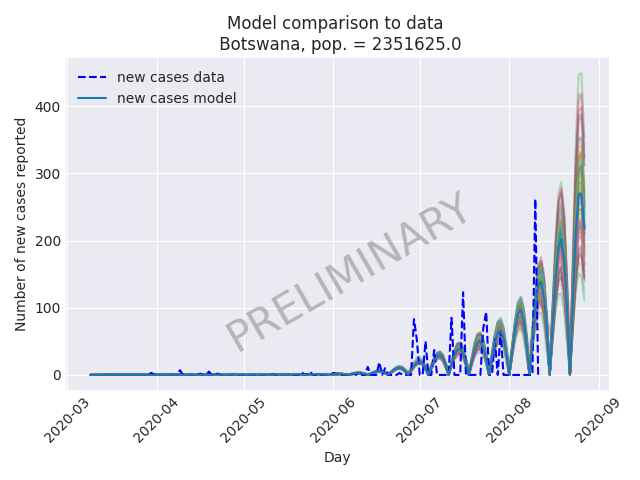 Model comparison to data
Botswana, pop. = 2351625.0
new cases data
new cases model
Number of new cases reported
400
300
200
100
0
PRELIMINARY
2020-03
2020-04
2020-05
2020-06
2020-07
2020-08
2020-09
Day